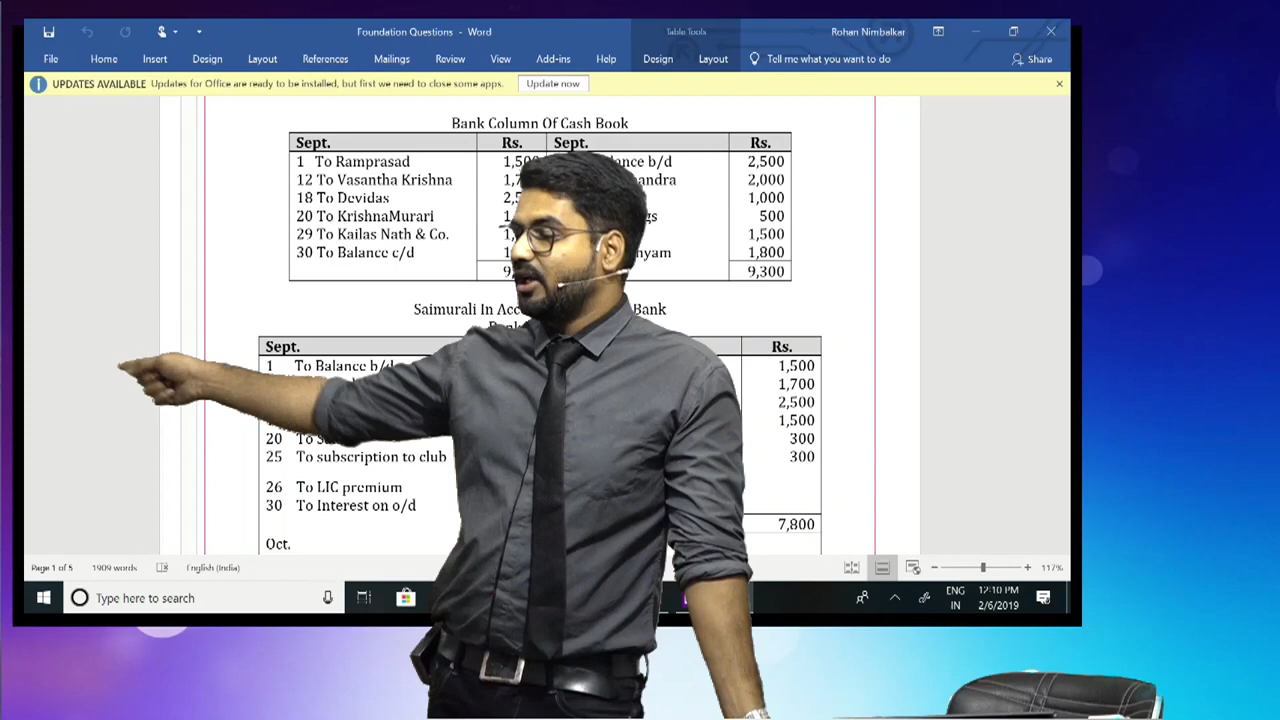 Foundation Questions - Word
Table Tools
Rohan Nimbalkar
File Home Insert Design Layout References Mailings Review View Add-ins Help Design Layout Tell me what you want to do Share
UPDATES AVAILABLE Updates for Office are ready to be installed, but first we need to close some apps. Update now
Bank Column Of Cash Book
Sept. Rs. Sept. Rs.
1 To Ramprasad b/d 2,500
12 To Vasantha Krishna 2,000
18 To Devidas 1,000
20 To KrishnaMurari 500
29 To Kailas Nath & Co. 1,500
30 To Balance c/d 1,800
9,300
Saimurali In Bank
Sept. Rs.
1 To Balance b/d 1,500
1,700
2,500
1,500
20 To 300
25 To subscription to club 300
26 To LIC premium
30 To Interest on o/d
7,800
Oct.
Page 1 of 5 1909 words English (India) 117%
Type here to search
ENG
IN
12:10 PM
2/6/2019